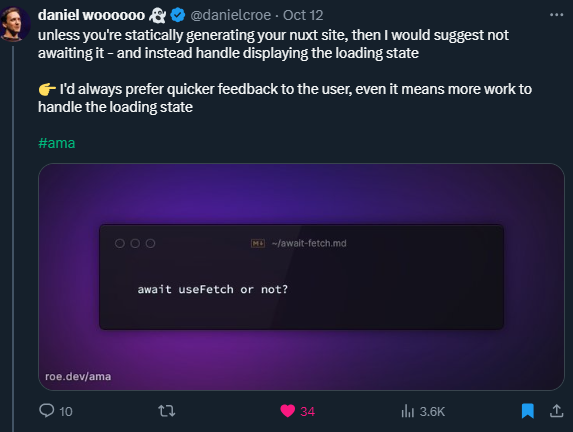 daniel woooooo 👻 @danielcroe · Oct 12
unless you're statically generating your nuxt site, then I would suggest not
awaiting it - and instead handle displaying the loading state
👉 I'd always prefer quicker feedback to the user, even it means more work to
handle the loading state
#ama
M↓ ~/await-fetch.md
await useFetch or not?
roe.dev/ama
10 34 3.6K